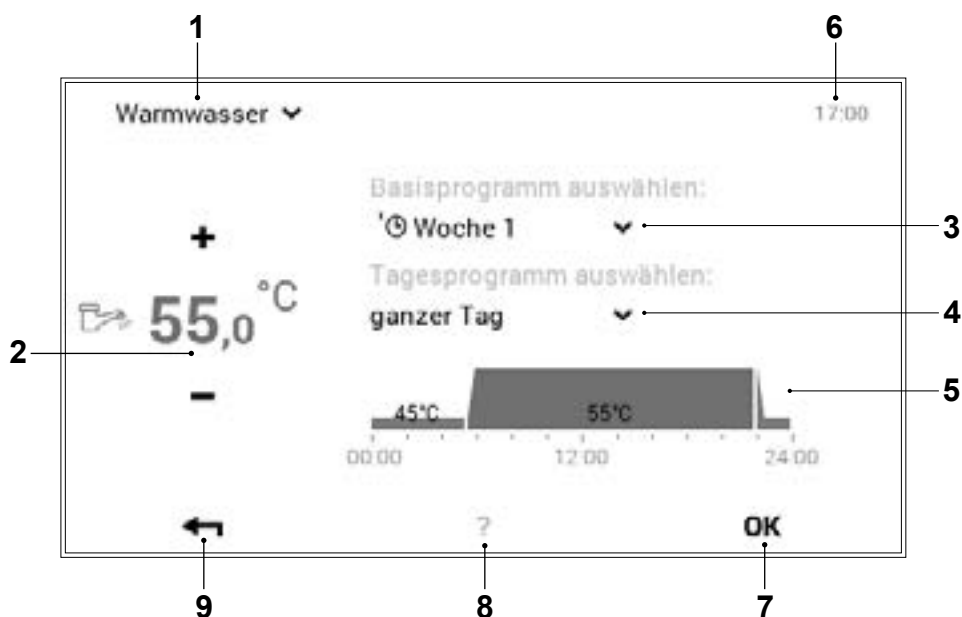 1 6
Warmwasser 17:00
Basisprogramm auswählen:
Woche 1 3
+
Tagesprogramm auswählen:
55,0 °C
ganzer Tag 4
2
−
45°C 55°C 5
00:00 12:00 24:00
? OK
9 8 7